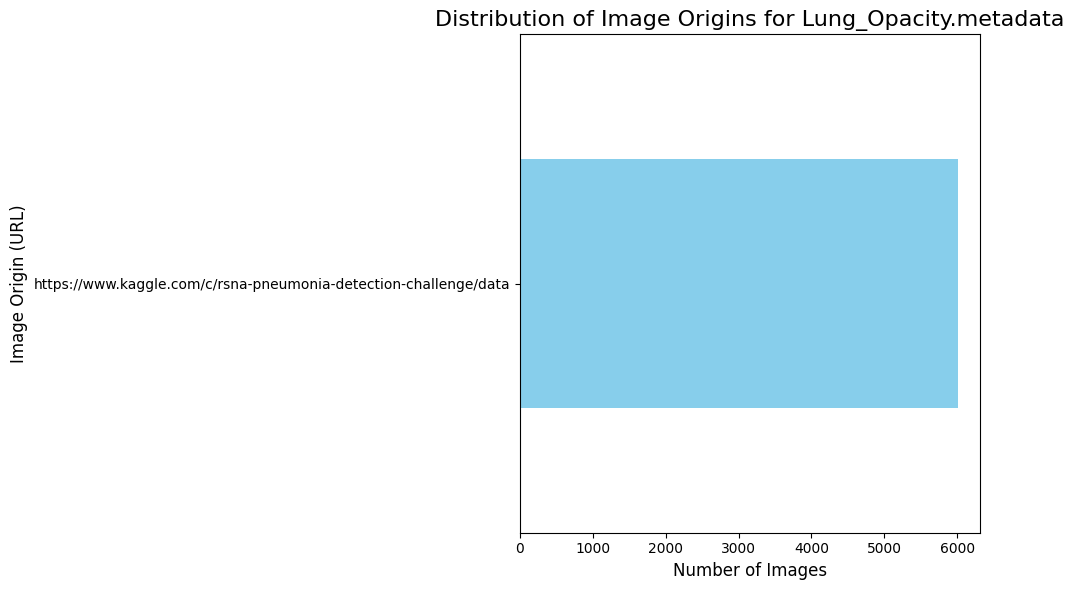 Distribution of Image Origins for Lung_Opacity.metadata
Image Origin (URL)
https://www.kaggle.com/c/rsna-pneumonia-detection-challenge/data
0 1000 2000 3000 4000 5000 6000
Number of Images